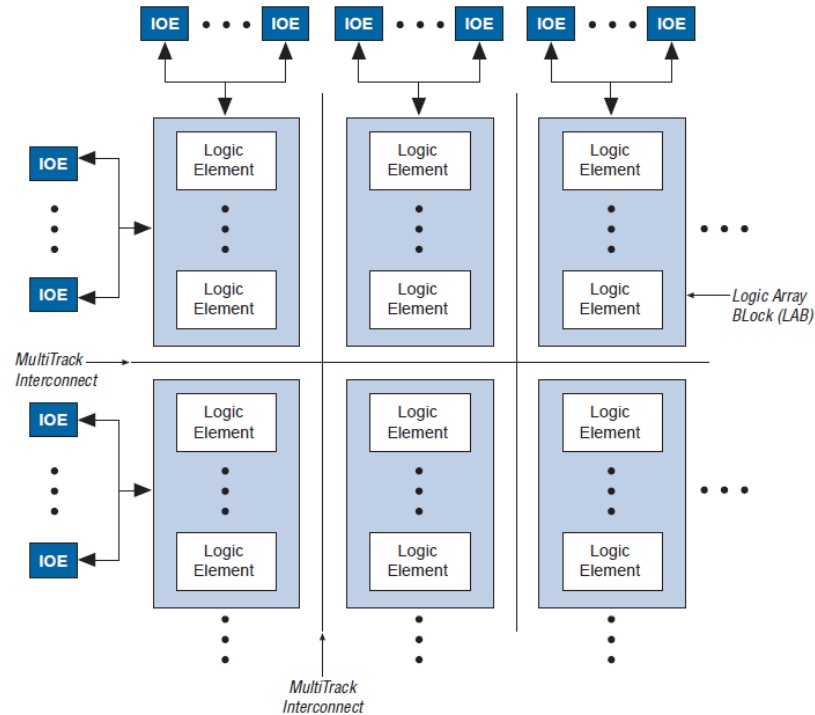 IOE IOE IOE IOE IOE IOE
Logic Logic Logic
Element Element Element
IOE
IOE
Logic Logic Logic
Element Element Element
Logic Array
BLock (LAB)
MultiTrack
Interconnect
IOE
Logic Logic Logic
Element Element Element
IOE
Logic Logic Logic
Element Element Element
MultiTrack
Interconnect